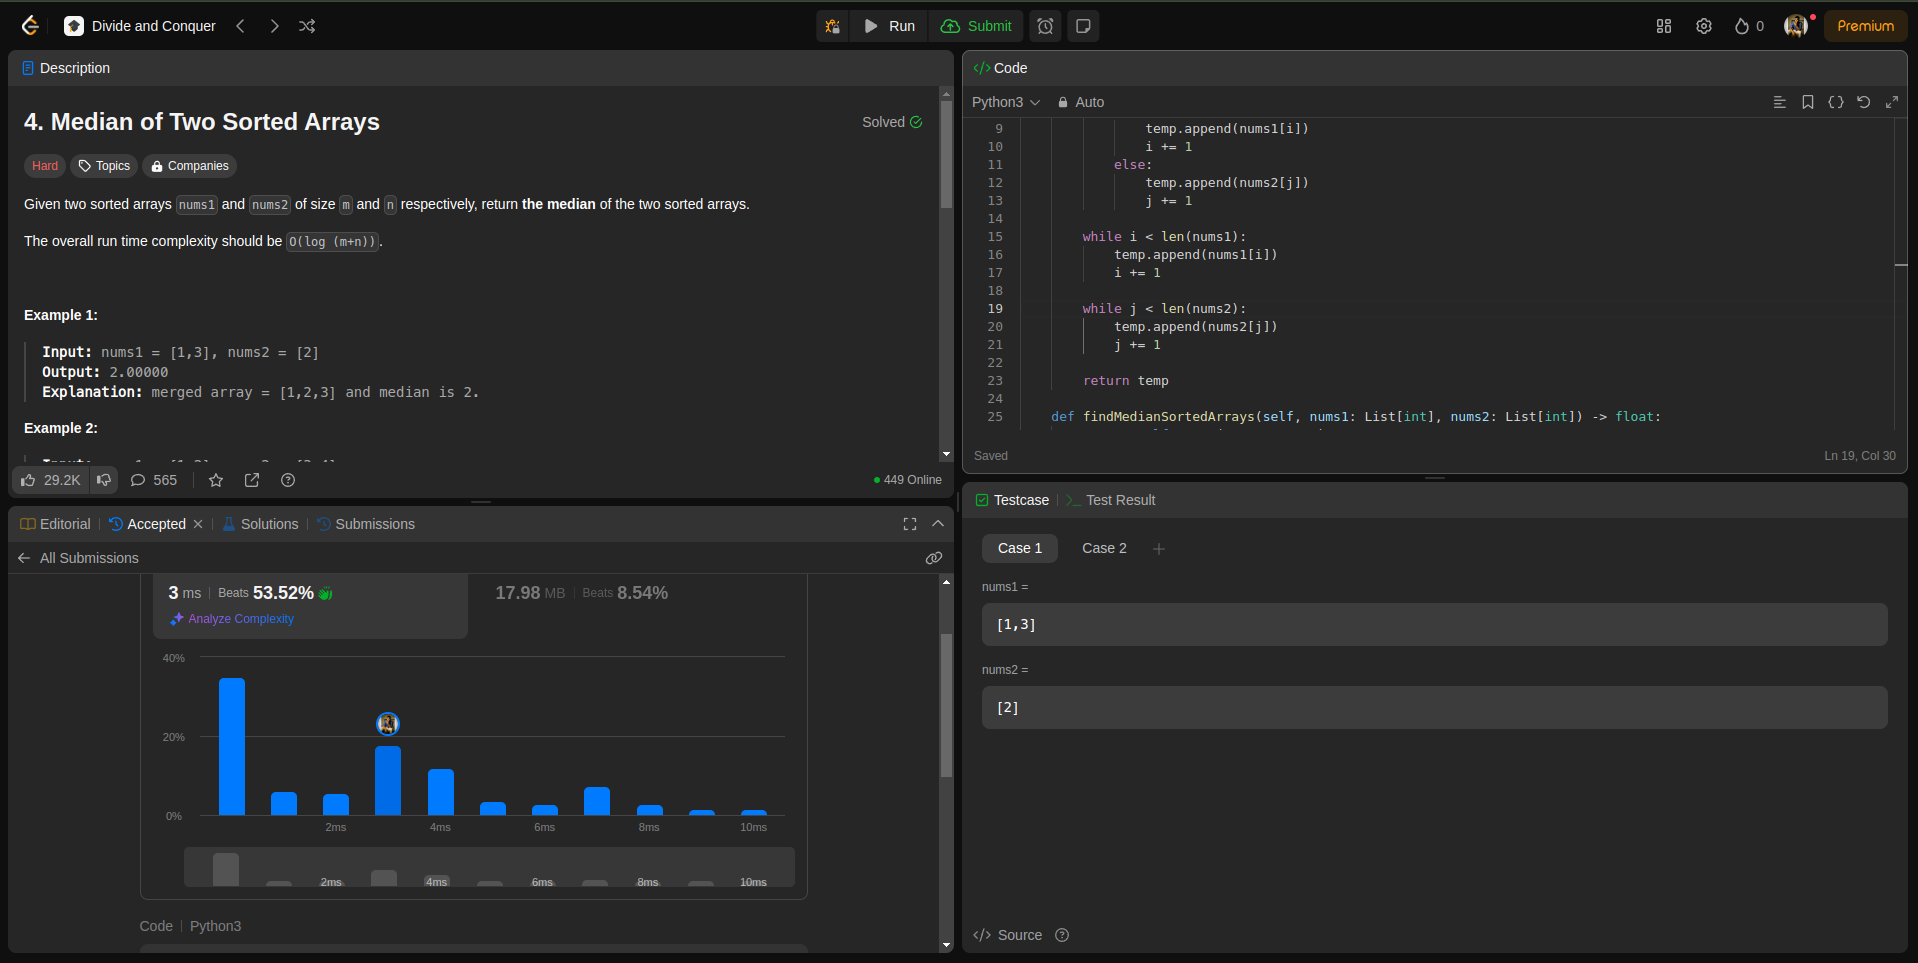 Divide and Conquer
Run
Submit
0
Premium
Description
4. Median of Two Sorted Arrays
Solved
Hard
Topics
Companies
Given two sorted arrays nums1 and nums2 of size m and n respectively, return the median of the two sorted arrays.
The overall run time complexity should be O(log (m+n)).
Example 1:
Input: nums1 = [1,3], nums2 = [2]
Output: 2.00000
Explanation: merged array = [1,2,3] and median is 2.
Example 2:
29.2K
565
449 Online
Editorial
Accepted
Solutions
Submissions
All Submissions
3 ms | Beats 53.52%
17.98 MB | Beats 8.54%
Analyze Complexity
40%
20%
0%
2ms
4ms
6ms
8ms
10ms
2ms
4ms
6ms
8ms
10ms
Code | Python3
</> Code
Python3
Auto
9 temp.append(nums1[i])
10 i += 1
11 else:
12 temp.append(nums2[j])
13 j += 1
14
15 while i < len(nums1):
16 temp.append(nums1[i])
17 i += 1
18
19 while j < len(nums2):
20 temp.append(nums2[j])
21 j += 1
22
23 return temp
24
25 def findMedianSortedArrays(self, nums1: List[int], nums2: List[int]) -> float:
Saved
Ln 19, Col 30
Testcase
Test Result
Case 1
Case 2
nums1 =
[1,3]
nums2 =
[2]
</> Source